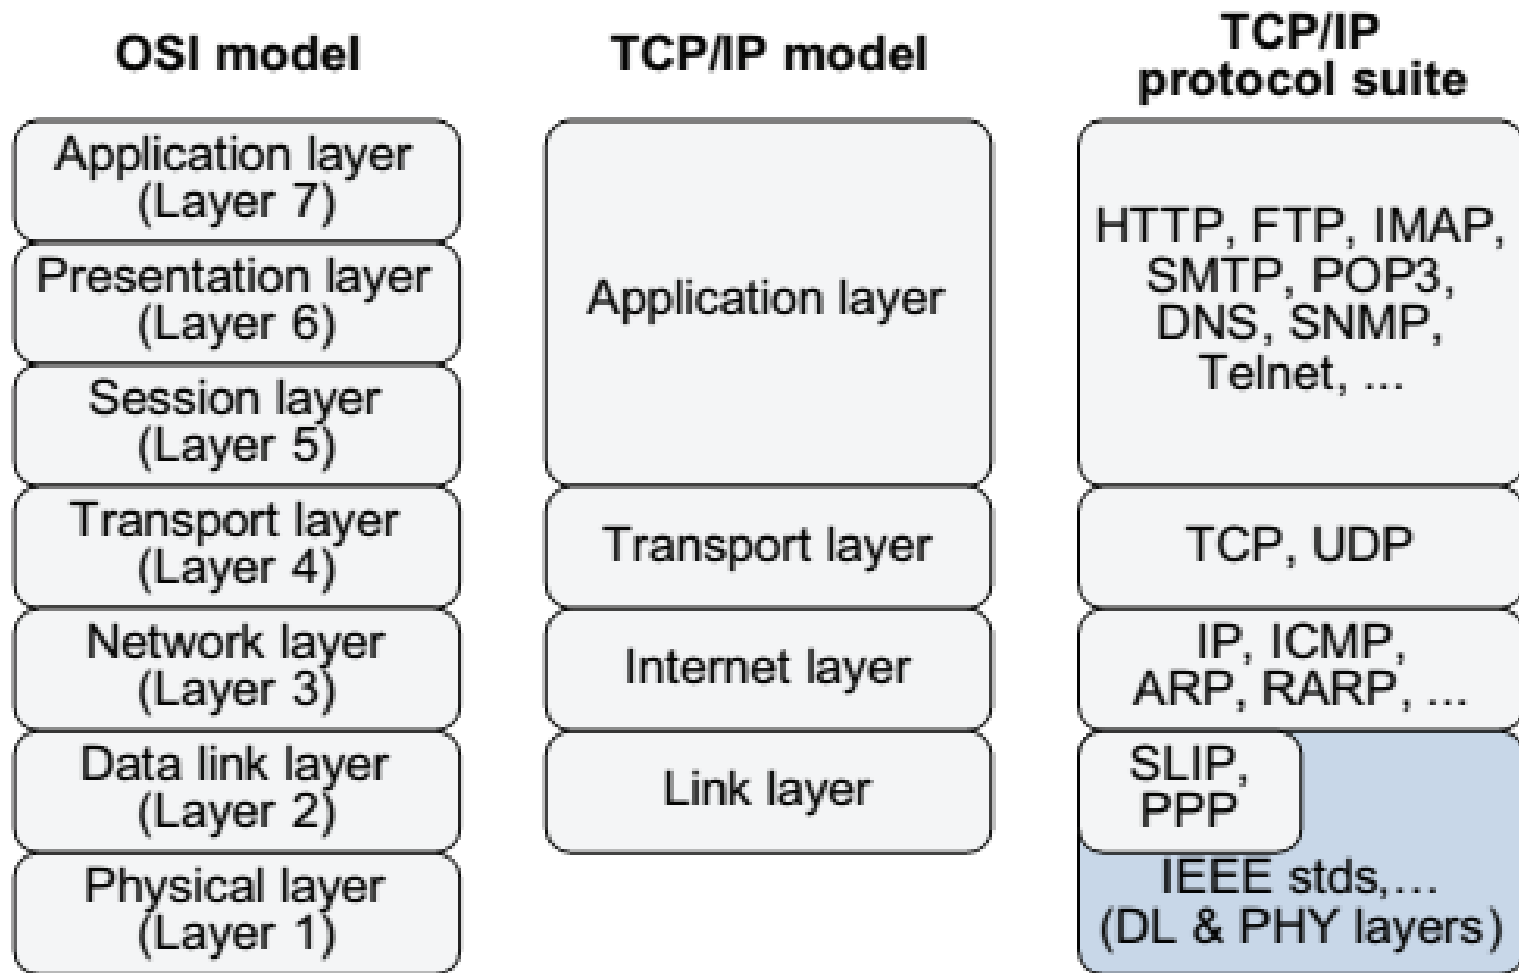 OSI model
TCP/IP model
TCP/IP
protocol suite
Application layer
(Layer 7)
Presentation layer
(Layer 6)
Session layer
(Layer 5)
Transport layer
(Layer 4)
Network layer
(Layer 3)
Data link layer
(Layer 2)
Physical layer
(Layer 1)
Application layer
Transport layer
Internet layer
Link layer
HTTP, FTP, IMAP,
SMTP, POP3,
DNS, SNMP,
Telnet, ...
TCP, UDP
IP, ICMP,
ARP, RARP, ...
SLIP,
PPP
IEEE stds,...
(DL & PHY layers)